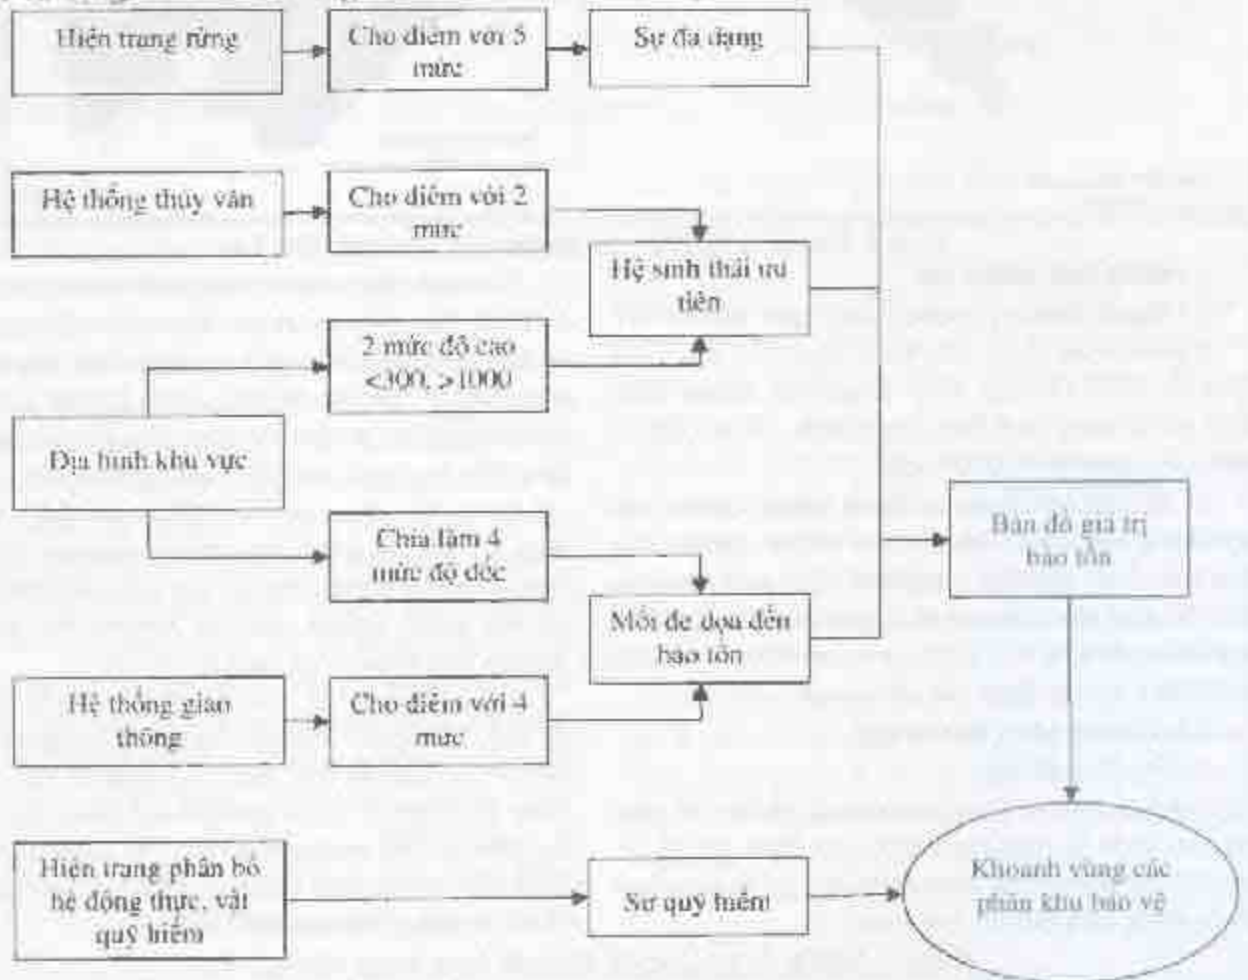 Hiện trạng rừng
Cho điểm với 5
mức
Sự đa dạng
Hệ thống thủy văn
Cho điểm với 2
mức
Hệ sinh thái ưu
tiên
2 mức độ cao
<300, >1000
Địa hình khu vực
Chia làm 4
mức độ dốc
Bản đồ giá trị
bảo tồn
Mối đe dọa đến
bảo tồn
Hệ thống giao
thông
Cho điểm với 4
mức
Hiện trạng phân bố
hệ động thực, vật
quý hiếm
Sự quý hiếm
Khoanh vùng các
phân khu bảo vệ